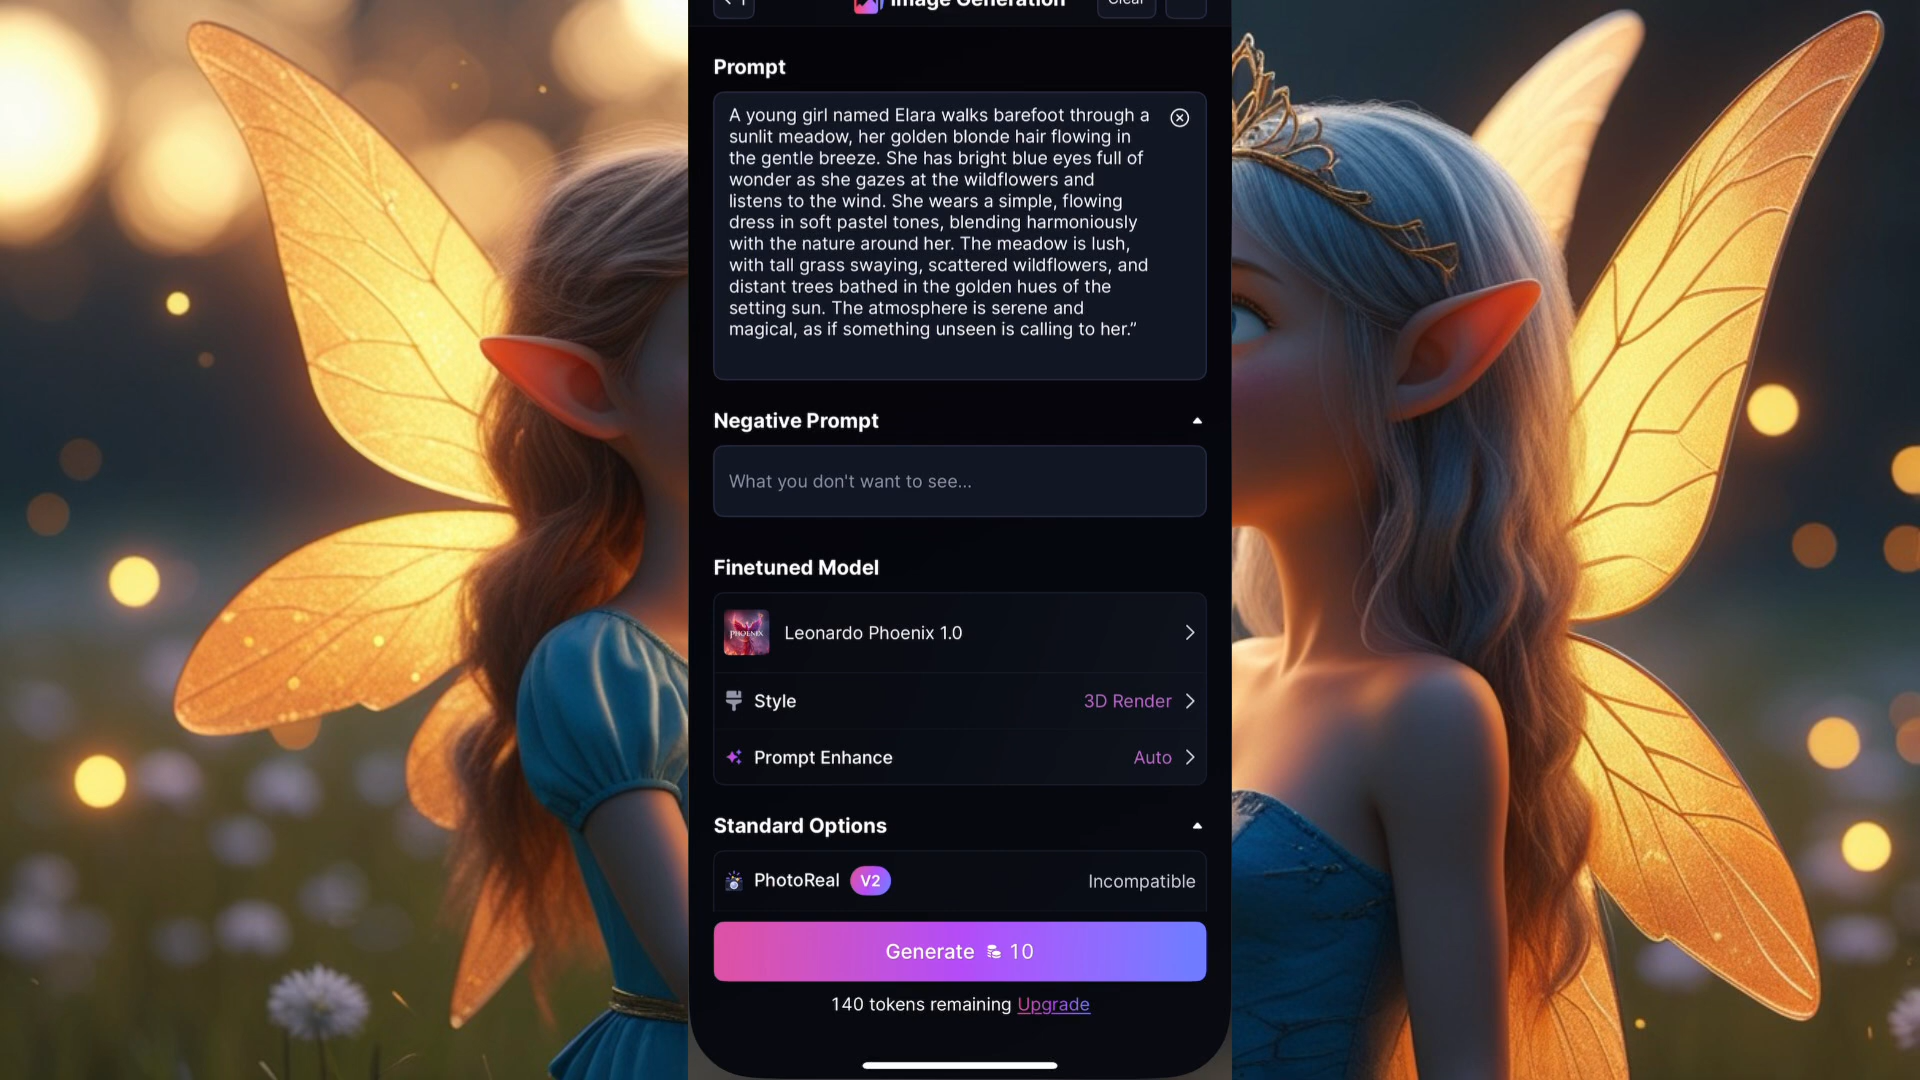 Image Generation
Clear
Prompt
A young girl named Elara walks barefoot through a
sunlit meadow, her golden blonde hair flowing in
the gentle breeze. She has bright blue eyes full of
wonder as she gazes at the wildflowers and
listens to the wind. She wears a simple, flowing
dress in soft pastel tones, blending harmoniously
with the nature around her. The meadow is lush,
with tall grass swaying, scattered wildflowers, and
distant trees bathed in the golden hues of the
setting sun. The atmosphere is serene and
magical, as if something unseen is calling to her.”
Negative Prompt
What you don't want to see...
Finetuned Model
PHOENIX
Leonardo Phoenix 1.0
Style 3D Render
Prompt Enhance Auto
Standard Options
PhotoReal V2 Incompatible
Generate 10
140 tokens remaining Upgrade